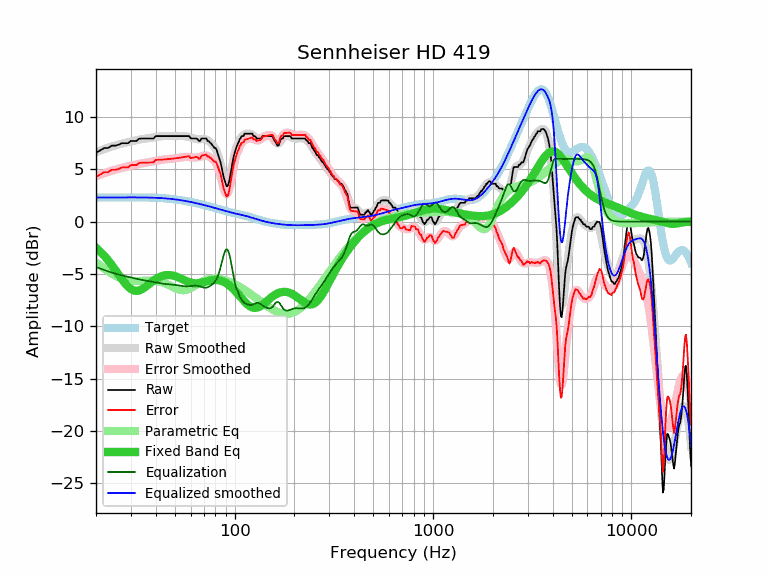 Sennheiser HD 419
Amplitude (dBr)
10
5
0
−5
−10
−15
−20
−25
Target
Raw Smoothed
Error Smoothed
Raw
Error
Parametric Eq
Fixed Band Eq
Equalization
Equalized smoothed
100
1000
10000
Frequency (Hz)